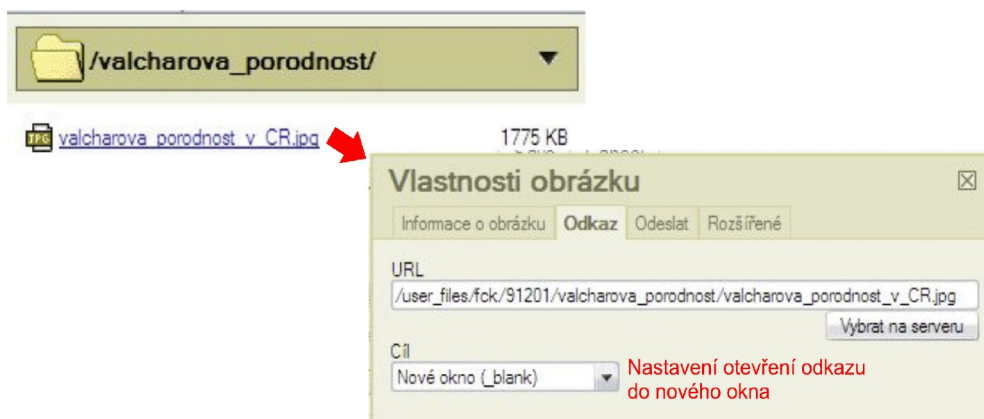 /valcharova_porodnost/
JPG valcharova_porodnost_v_CR.jpg 1775 KB
Vlastnosti obrázku
Informace o obrázku Odkaz Odeslat Rozšířené
URL
/user_files/fck/91201/valcharova_porodnost/valcharova_porodnost_v_CR.jpg
Vybrat na serveru
Cíl
Nové okno (_blank)
Nastavení otevření odkazu
do nového okna